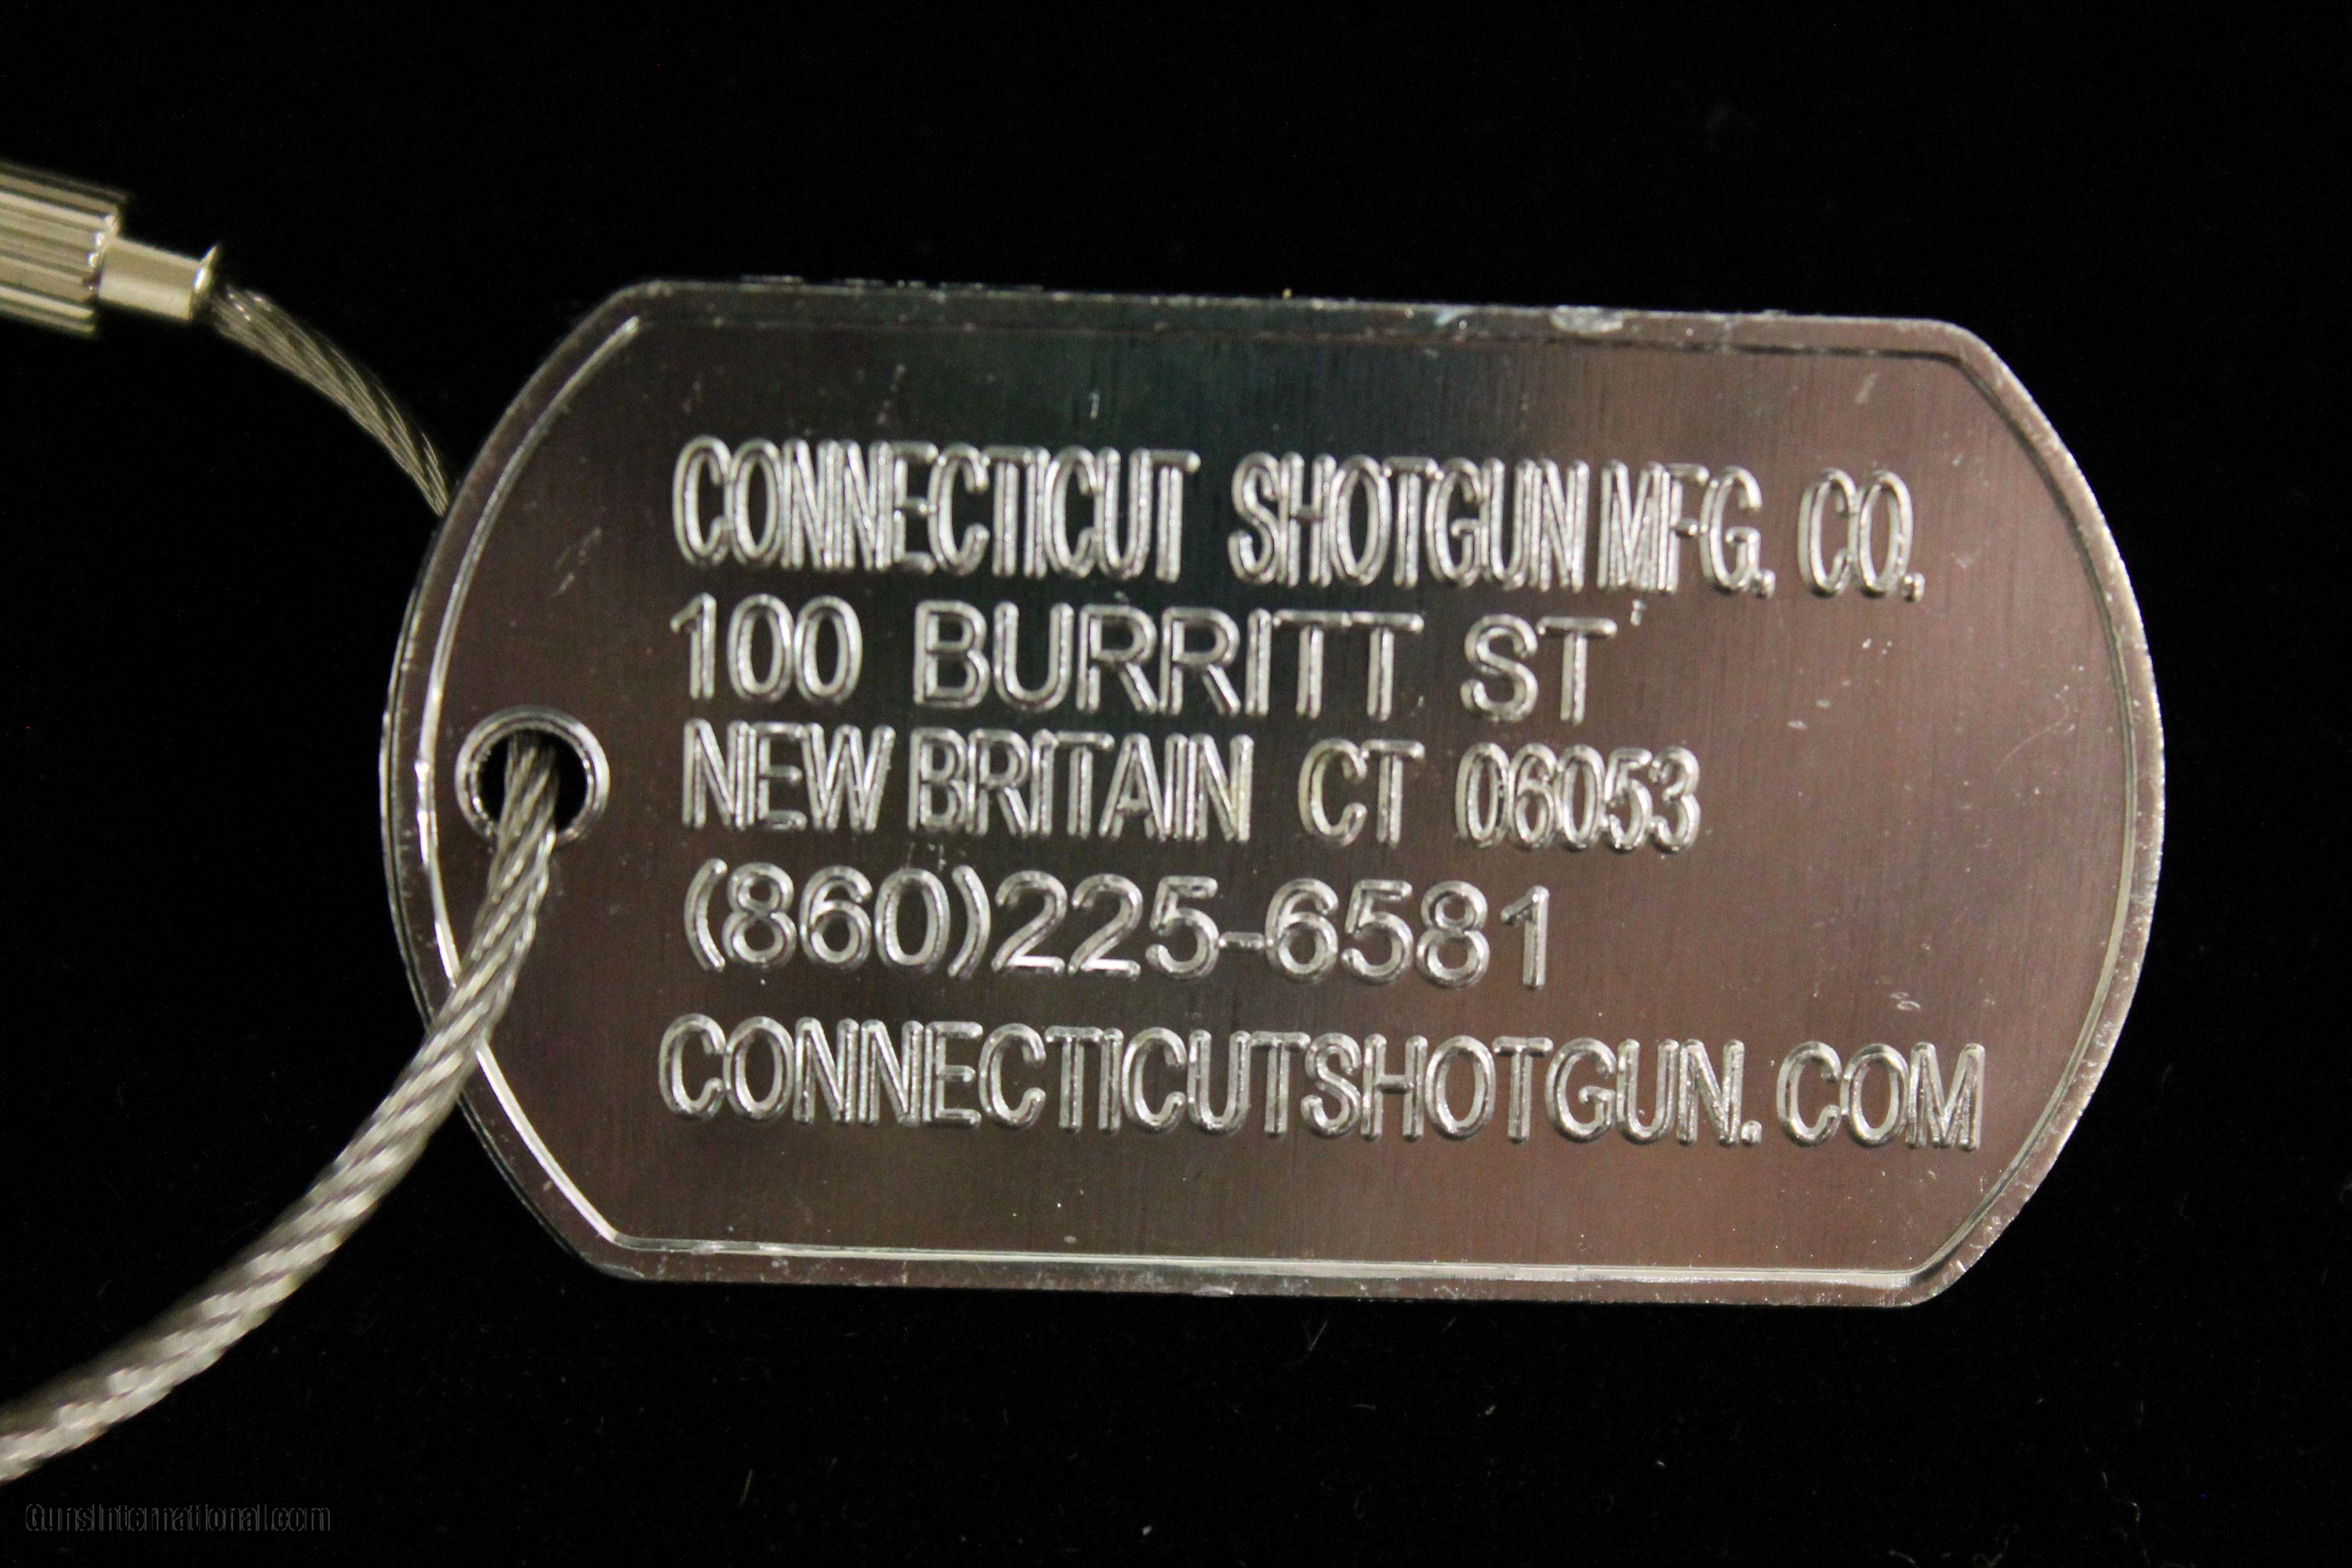 CONNECTICUT SHOTGUN MFG. CO.
100 BURRITT ST
NEW BRITAIN CT 06053
(860)225-6581
CONNECTICUTSHOTGUN.COM
GunsInternational.com